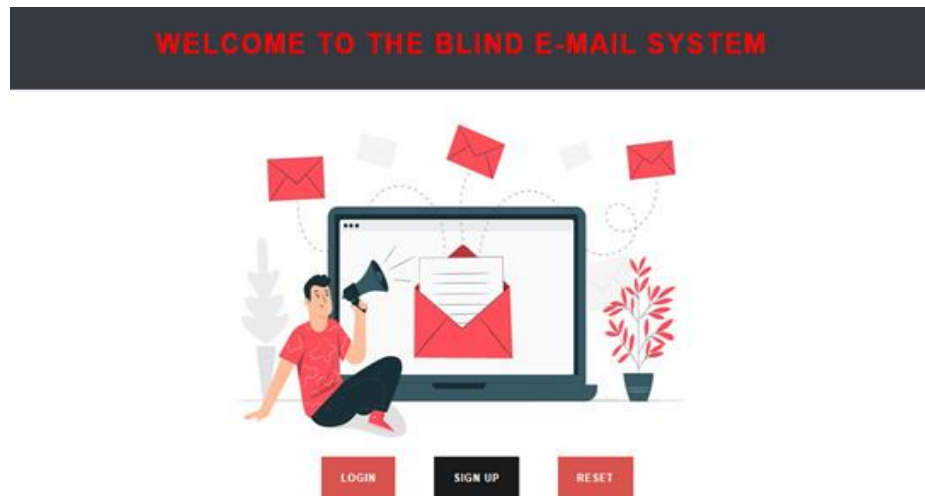 WELCOME TO THE BLIND E-MAIL SYSTEM
LOGIN
SIGN UP
RESET